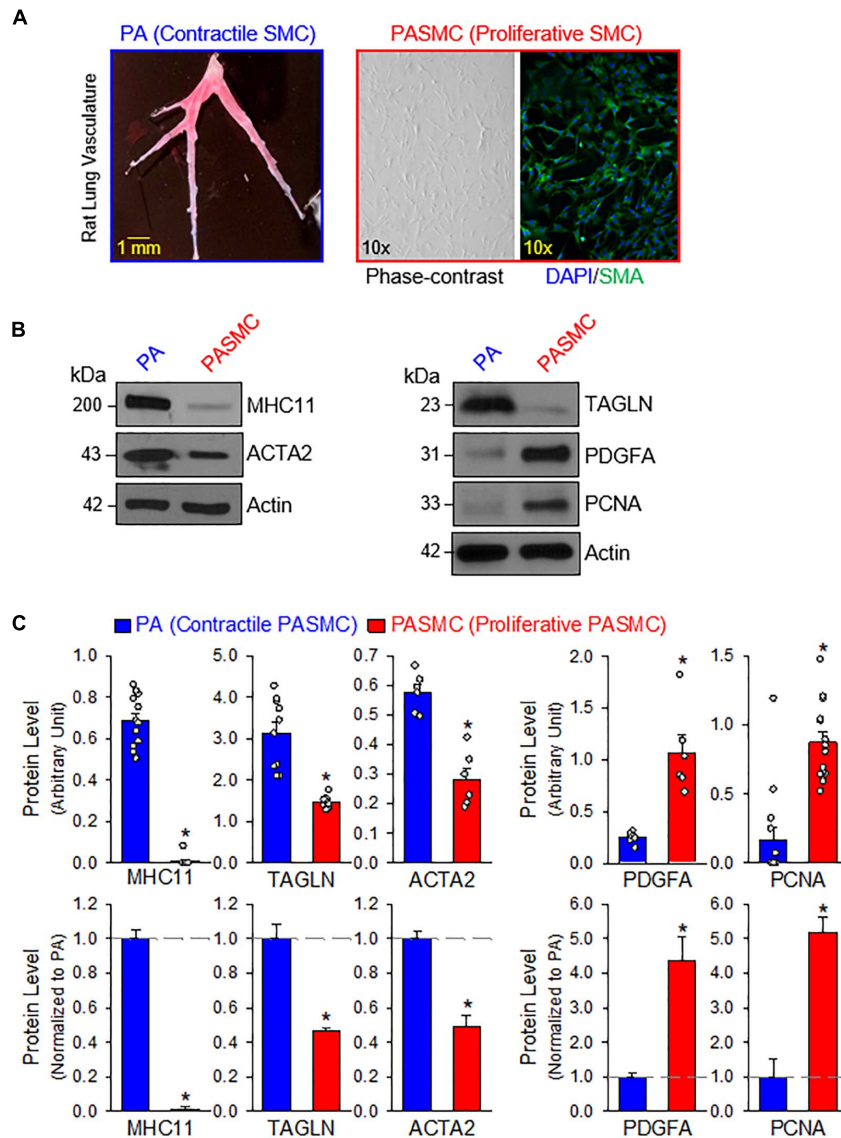 A
PA (Contractile SMC) PASMC (Proliferative SMC)
Rat Lung Vasculature
1 mm 10x 10x
Phase-contrast DAPI/SMA
B
PA PASMC PA PASMC
kDa kDa
200 MHC11 23 TAGLN
43 ACTA2 31 PDGFA
42 Actin 33 PCNA
42 Actin
C
PA (Contractile PASMC) PASMC (Proliferative PASMC)
Protein Level
(Arbitrary Unit)
1.0 0.8 0.6 0.4 0.2 0.0
*
MHC11
5.0 4.0 3.0 2.0 1.0 0.0
*
TAGLN
0.7 0.6 0.5 0.4 0.3 0.2 0.1 0.0
*
ACTA2
Protein Level
(Arbitrary Unit)
2.0 1.5 1.0 0.5 0.0
*
PDGFA
1.5 1.0 0.5 0.0
*
PCNA
Protein Level
(Normalized to PA)
1.2 1.0 0.8 0.6 0.4 0.2 0.0
*
MHC11
1.2 1.0 0.8 0.6 0.4 0.2 0.0
*
TAGLN
1.2 1.0 0.8 0.6 0.4 0.2 0.0
*
ACTA2
Protein Level
(Normalized to PA)
6.0 5.0 4.0 3.0 2.0 1.0 0.0
*
PDGFA
6.0 5.0 4.0 3.0 2.0 1.0 0.0
*
PCNA